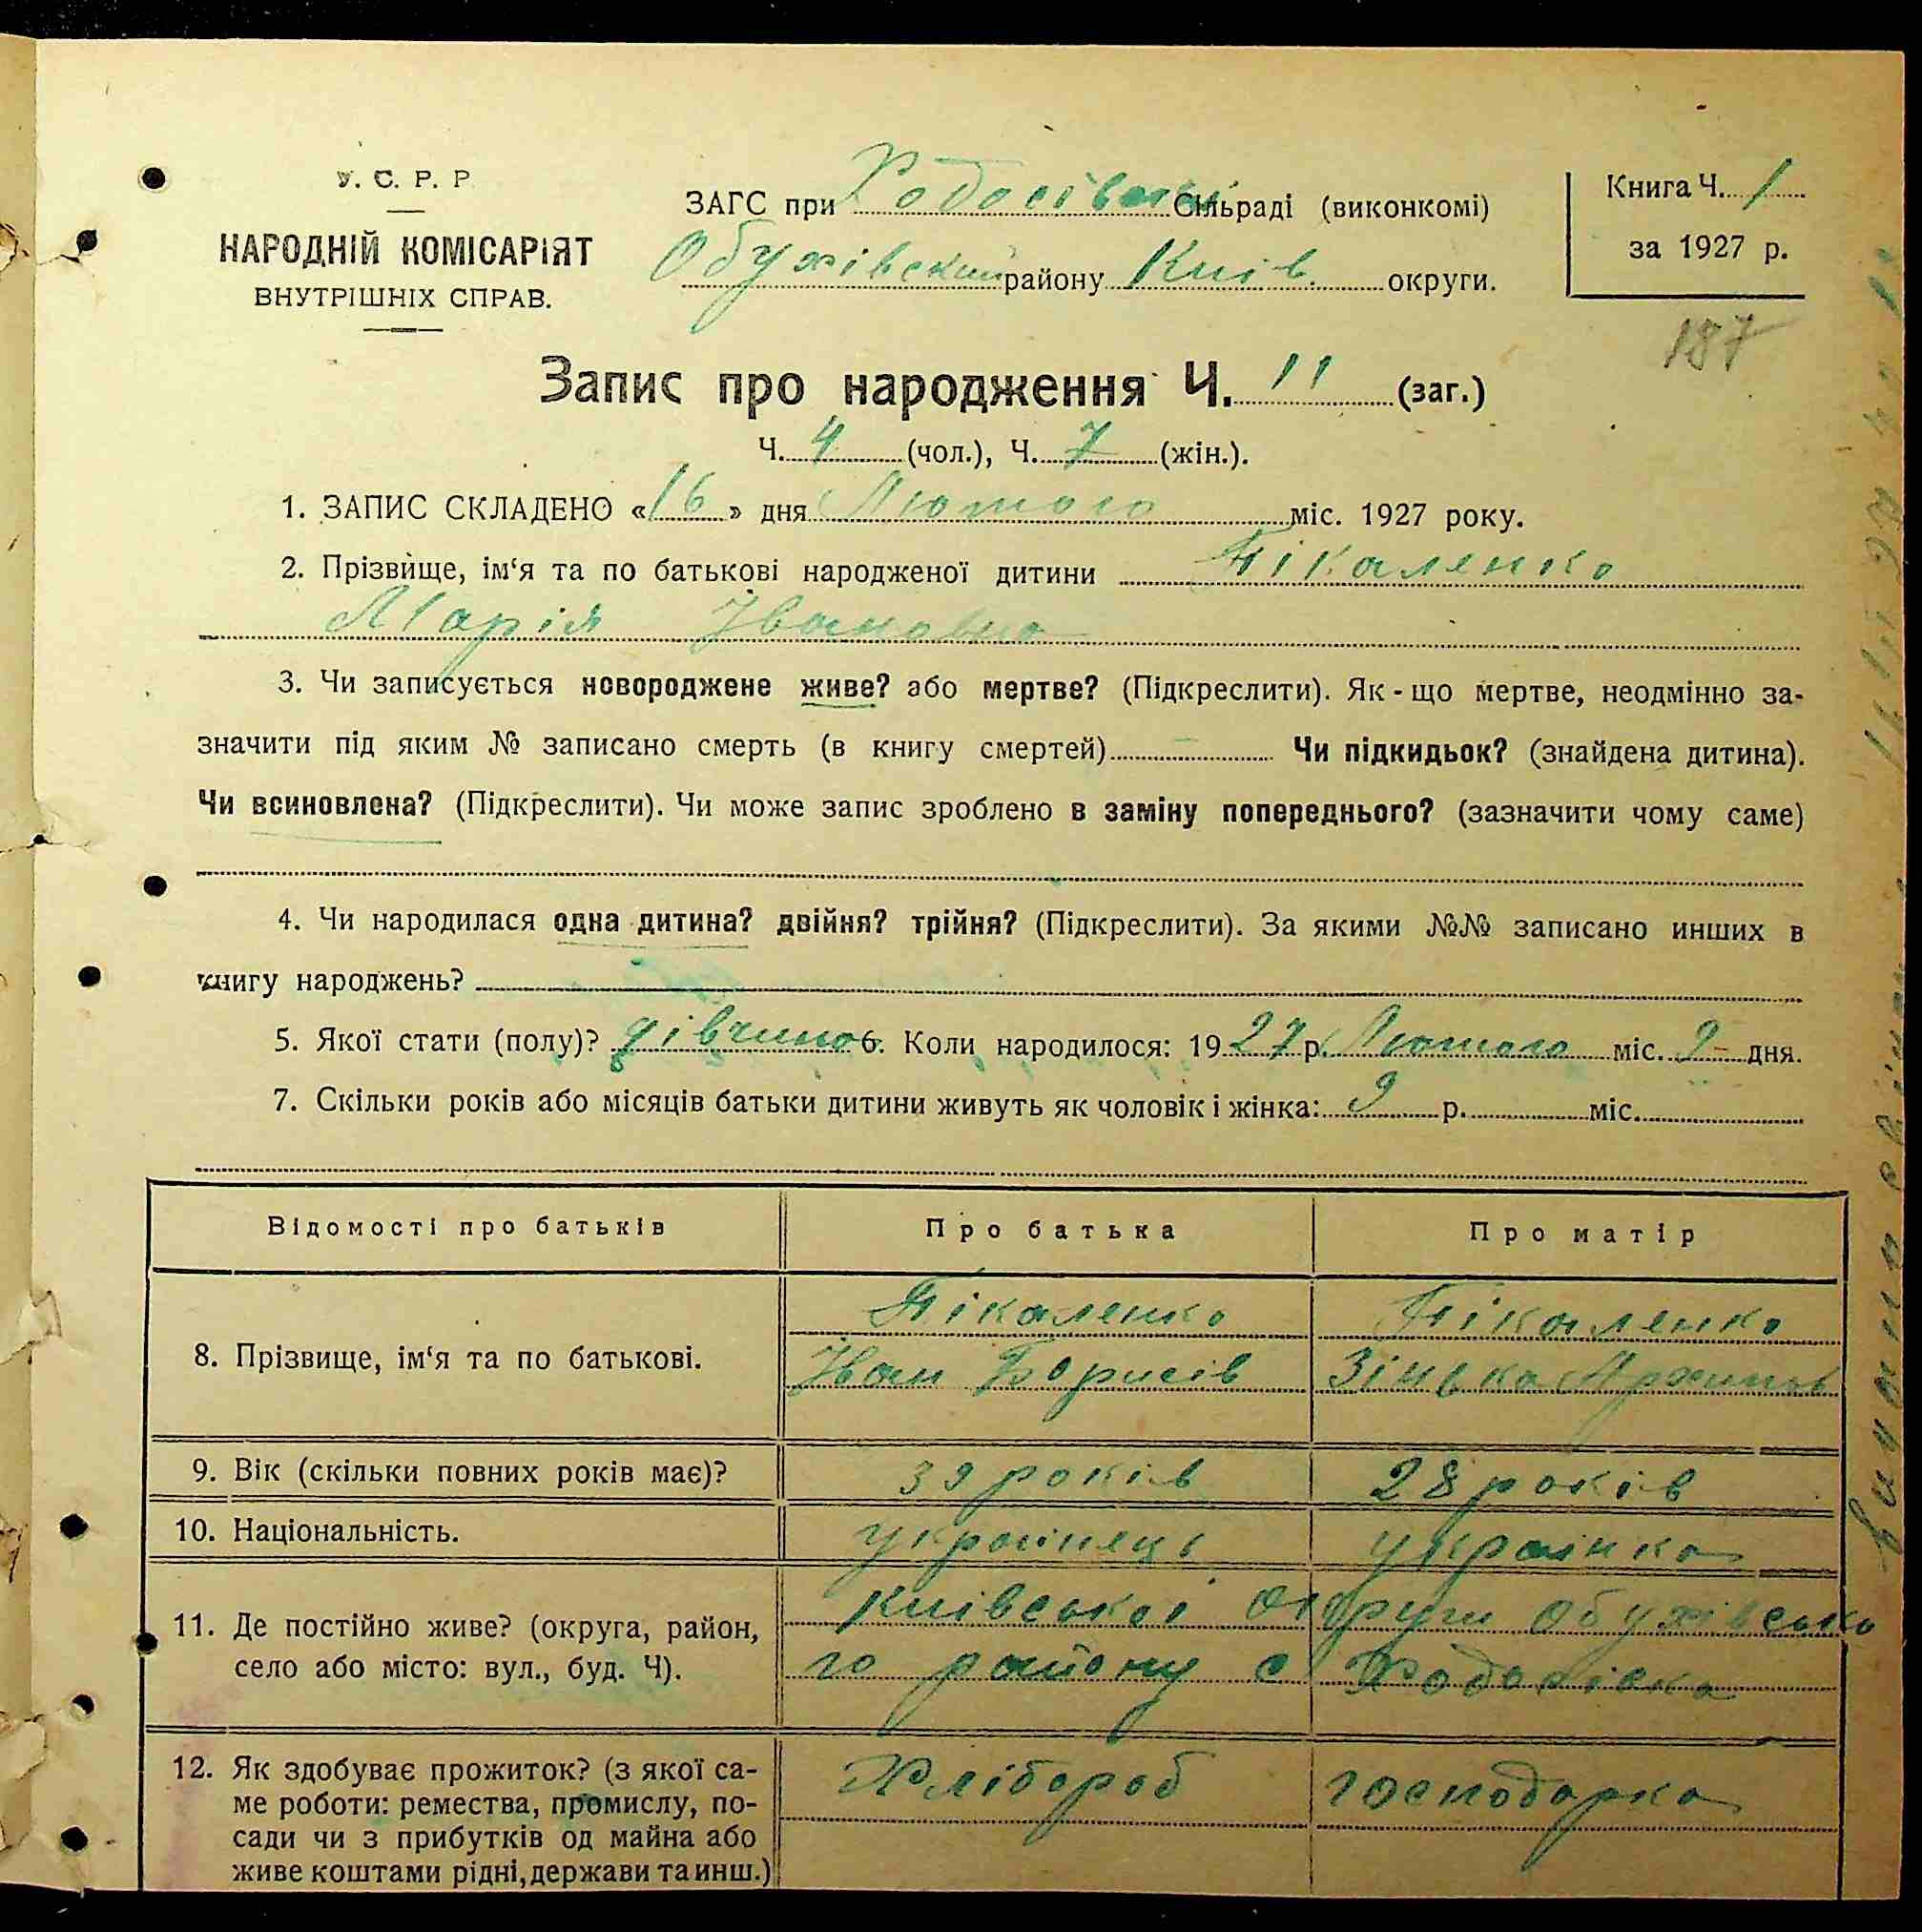 У. С. Р. Р.
НАРОДНІЙ КОМІСАРІЯТ
ВНУТРІШНІХ СПРАВ.
ЗАГС при Ходосівській Сільраді (виконкомі)
Обухівський району Київ. округи.
Книга Ч. 1
за 1927 р.
187
Запис про народження Ч. 11 (заг.)
Ч. 4 (чол.), Ч. 7 (жін.).
1. ЗАПИС СКЛАДЕНО «16» дня Лютого міс. 1927 року.
2. Прізвище, ім‘я та по батькові народженої дитини Пікаленко
Марія Івановна
3. Чи записується новороджене живе? або мертве? (Підкреслити). Як-що мертве, неодмінно за-
значити під яким № записано смерть (в книгу смертей) – Чи підкидьок? (знайдена дитина).
Чи всиновлена? (Підкреслити). Чи може запис зроблено в заміну попереднього? (зазначити чому саме)
4. Чи народилася одна дитина? двійня? трійня? (Підкреслити). За якими №№ записано инших в
книгу народжень?
5. Якої стати (полу)? дівчина 6. Коли народилося: 1927 р. Лютого міс. 9 дня.
7. Скільки років або місяців батьки дитини живуть як чоловік і жінка: 9 р. міс.
Відомості про батьків Про батька Про матір
8. Прізвище, ім‘я та по батькові.
Пікаленко Пікаленко
Іван Борисів Зінька
9. Вік (скільки повних років має)? 39 років 28 років
10. Національність. українець українка
11. Де постійно живе? (округа, район,
село або місто: вул., буд. Ч).
Київської округи Обухівсько
го району с Ходосівка
12. Як здобуває прожиток? (з якої са-
ме роботи: ремества, промислу, по-
сади чи з прибутків од майна або
живе коштами рідні, держави та инш.)
Хлібороб господарка